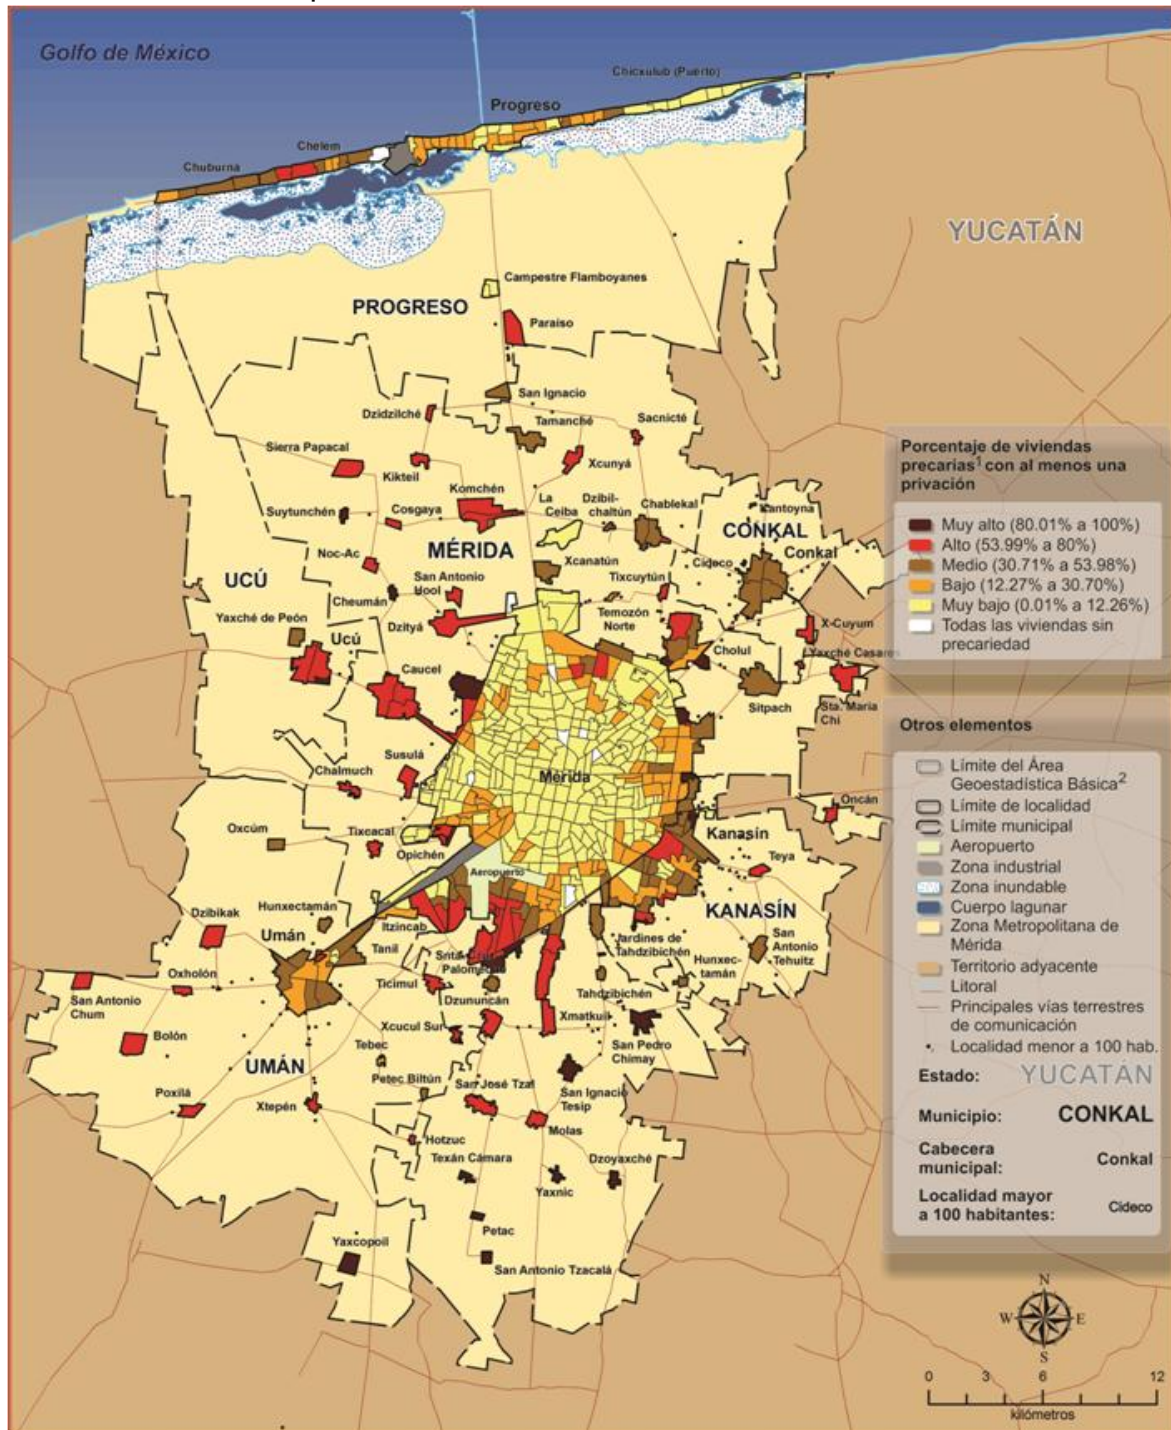 Golfo de México
Chicxulub (Puerto)
Progreso
Chelem
Chuburna
YUCATÁN
Campestre Flamboyanes
PROGRESO
Paraíso
San Ignacio
Dzidzilché
Tamanché
Sacnicté
Sierra Papacal
Xcunyá
Kikteil
Komchén
La
Ceiba
Dzibil-
chaltún
Chablekal
Suytunchén
Cosgaya
Kantoyna
CONKAL
Conkal
MÉRIDA
Noc-Ac
Xcanatún
Cideco
UCÚ
San Antonio
Hool
Tixcuytún
Cheumán
Yaxché de Peón
Temozón
Norte
X-Cuyum
Dzityá
Ucú
Cholul
Yaxché Casares
Caucel
Sitpach
Sta. María
Chi
Susulá
Chalmuch
Mérida
Oncán
Oxcúm
Tixcacal
Kanasín
Opichén
Teya
Aeropuerto
Hunxectamán
KANASÍN
Dzibikak
Itzincab
Umán
Tanil
Jardines de
Tahdzibichén
San
Antonio
Tehuitz
Oxholón
Ticimul
Hunxec-
tamán
San Antonio
Chum
Dzununcán
Tahdzibichén
Xcucul Sur
Xmatkuil
Bolón
Tebec
San Pedro
Chimay
UMÁN
Petec Biltún
San José Tzal
San Ignacio
Tesip
Poxilá
Xtepén
Molas
Hotzuc
Texán Cámara
Dzoyaxché
Yaxnic
Petac
Yaxcopoil
San Antonio Tzacalá
Porcentaje de viviendas
precarias¹ con al menos una
privación
Muy alto (80.01% a 100%)
Alto (53.99% a 80%)
Medio (30.71% a 53.98%)
Bajo (12.27% a 30.70%)
Muy bajo (0.01% a 12.26%)
Todas las viviendas sin
precariedad
Otros elementos
Límite del Área
Geoestadística Básica²
Límite de localidad
Límite municipal
Aeropuerto
Zona industrial
Zona inundable
Cuerpo lagunar
Zona Metropolitana de
Mérida
Territorio adyacente
Litoral
Principales vías terrestres
de comunicación
Localidad menor a 100 hab.
Estado: YUCATÁN
Municipio: CONKAL
Cabecera
municipal: Conkal
Localidad mayor
a 100 habitantes: Cideco
N
W E
S
0 3 6 12
kilómetros